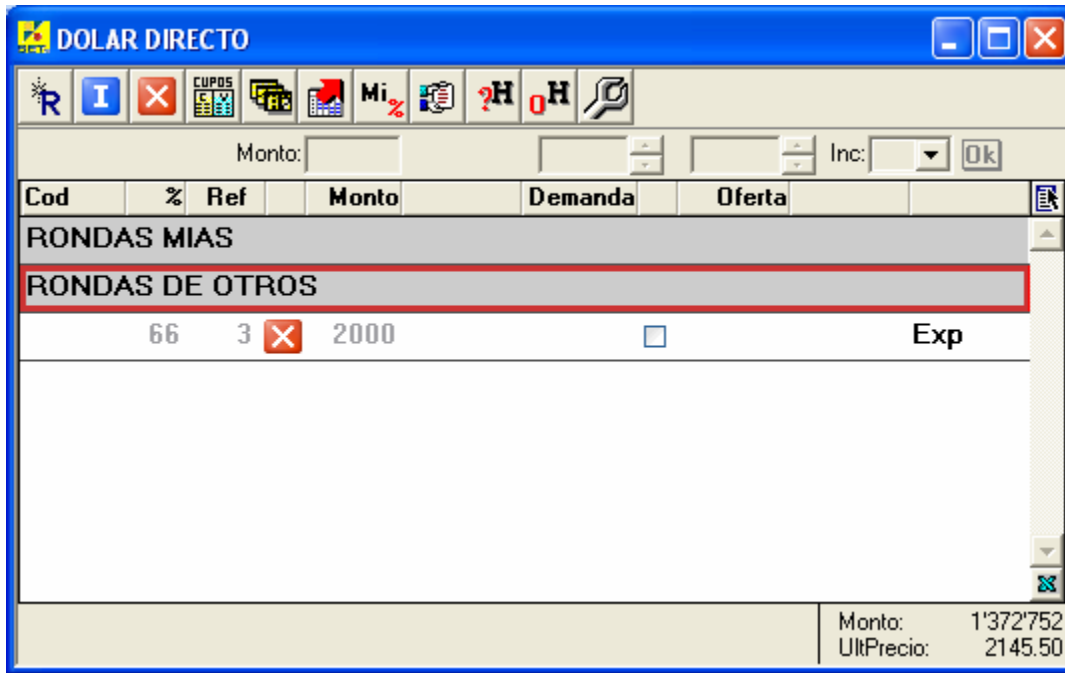 DOLAR DIRECTO
R I CUPOS Mi% ?H 0H
Monto: Inc: Ok
Cod % Ref Monto Demanda Oferta
RONDAS MIAS
RONDAS DE OTROS
66 3 2000 Exp
Monto: 1'372'752
UltPrecio: 2145.50